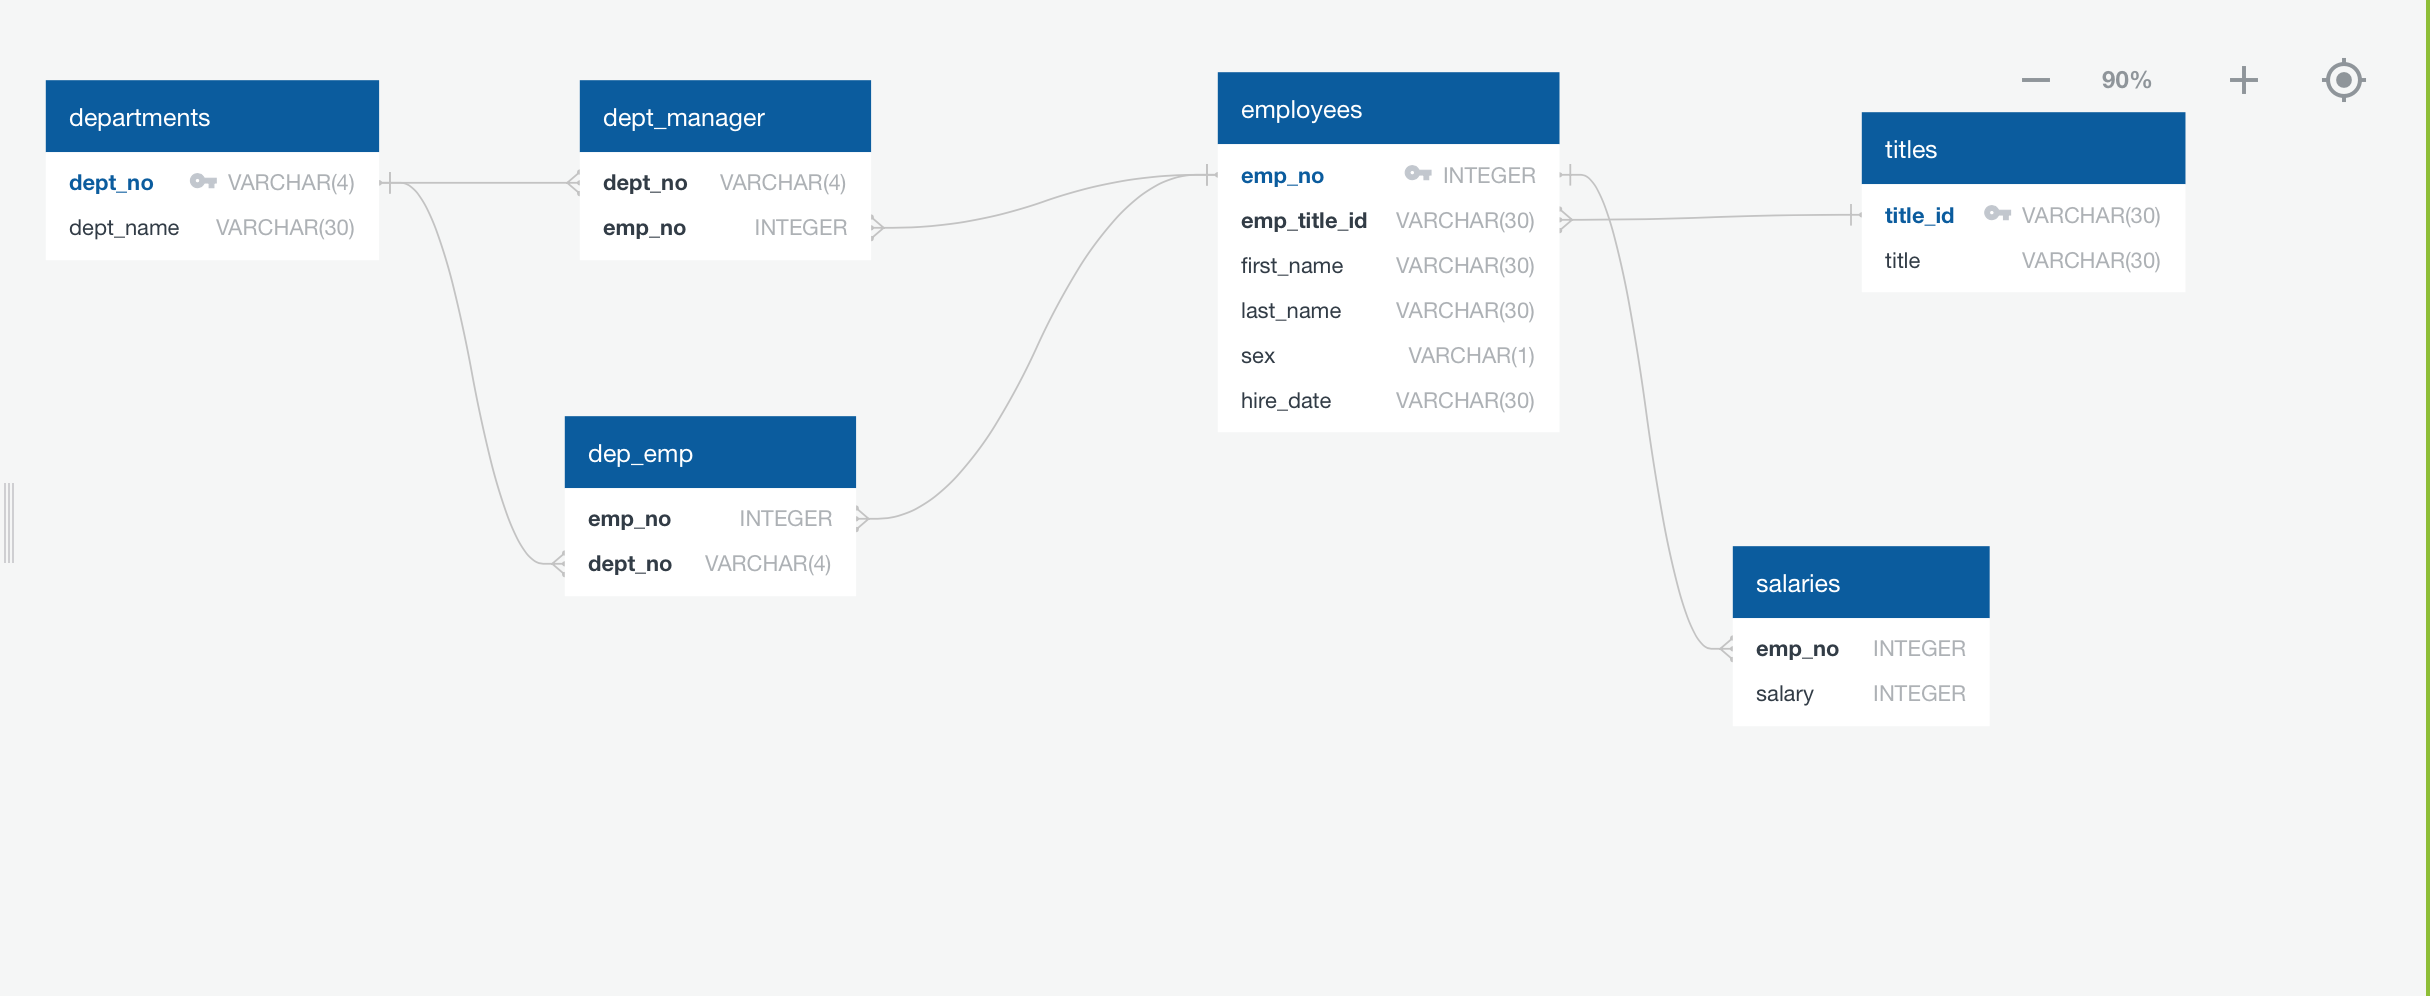 90%
departments
dept_no VARCHAR(4)
dept_name VARCHAR(30)
dept_manager
dept_no VARCHAR(4)
emp_no INTEGER
dep_emp
emp_no INTEGER
dept_no VARCHAR(4)
employees
emp_no INTEGER
emp_title_id VARCHAR(30)
first_name VARCHAR(30)
last_name VARCHAR(30)
sex VARCHAR(1)
hire_date VARCHAR(30)
titles
title_id VARCHAR(30)
title VARCHAR(30)
salaries
emp_no INTEGER
salary INTEGER